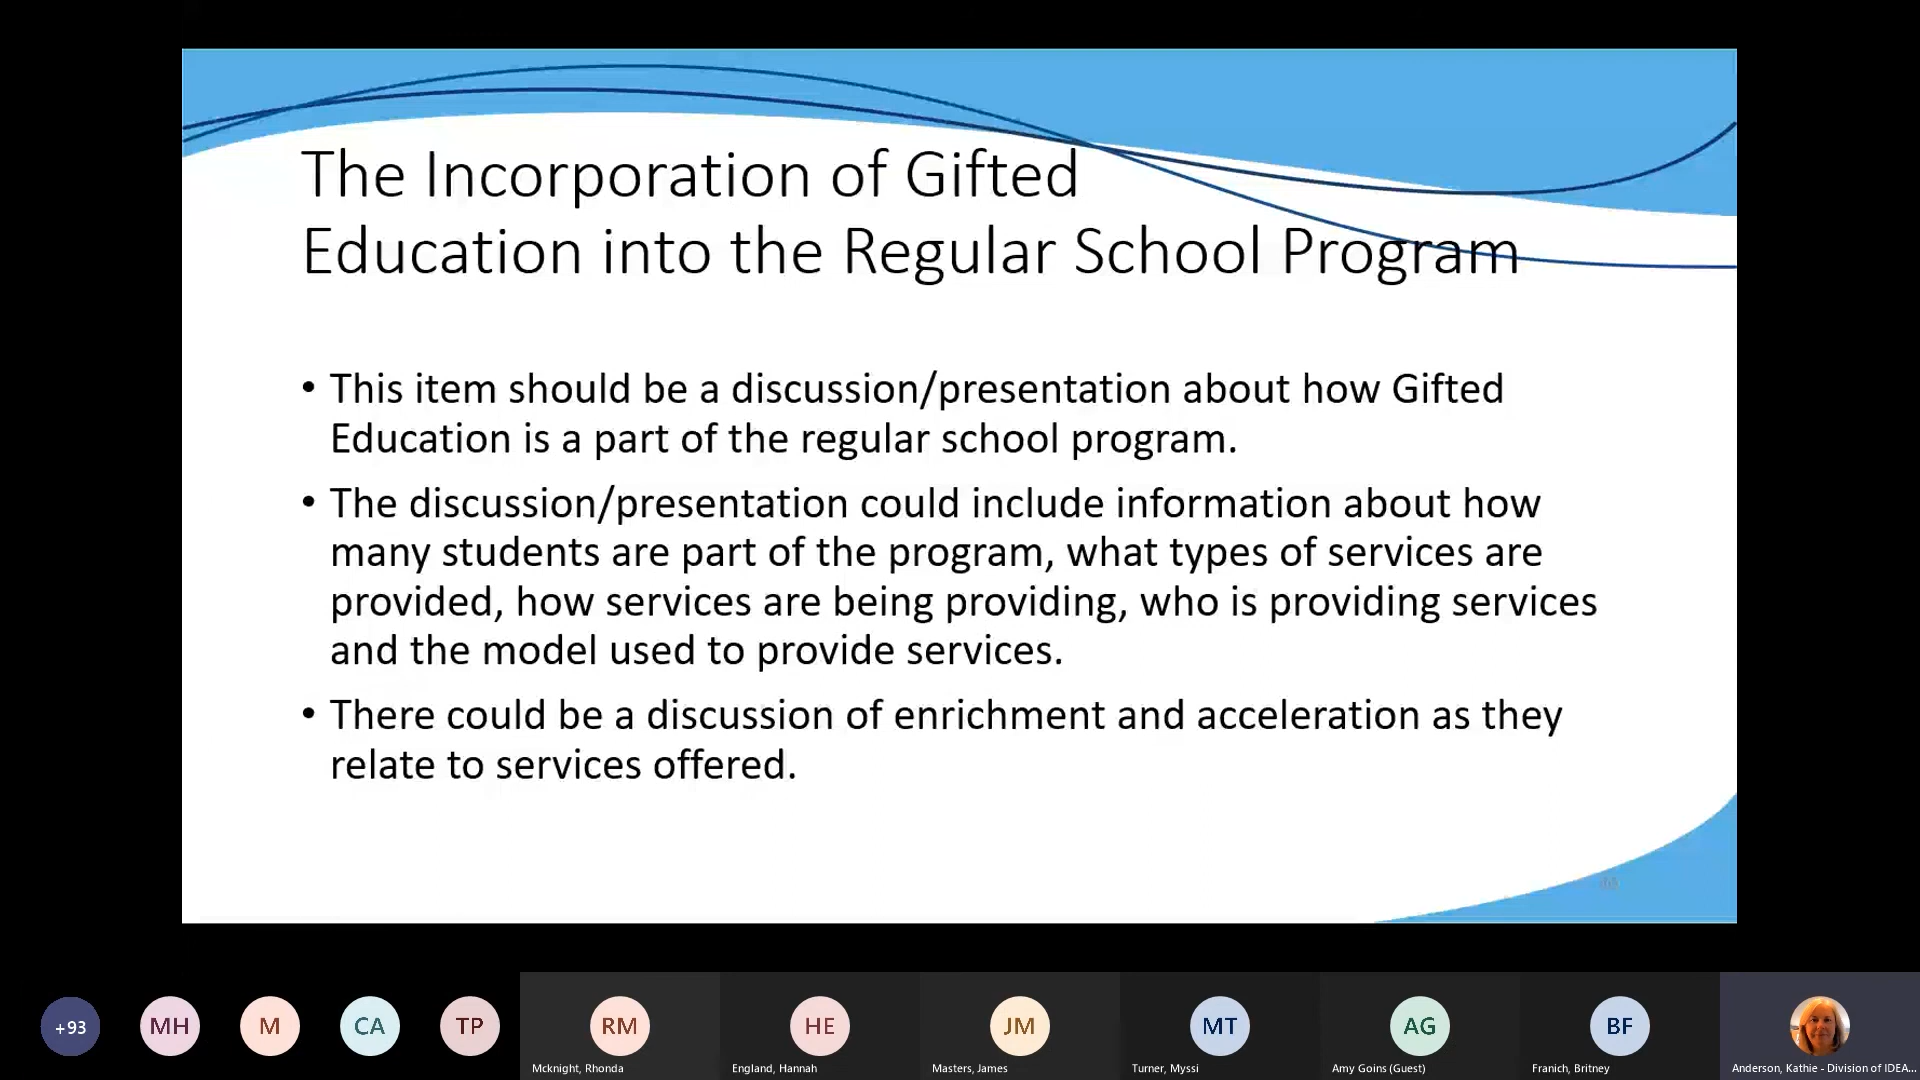 The Incorporation of Gifted
Education into the Regular School Program
• This item should be a discussion/presentation about how Gifted
Education is a part of the regular school program.
• The discussion/presentation could include information about how
many students are part of the program, what types of services are
provided, how services are being providing, who is providing services
and the model used to provide services.
• There could be a discussion of enrichment and acceleration as they
relate to services offered.
+93
MH
M
CA
TP
RM
HE
JM
MT
AG
BF
Mcknight, Rhonda
England, Hannah
Masters, James
Turner, Myssi
Amy Goins (Guest)
Franich, Britney
Anderson, Kathie - Division of IDEA...